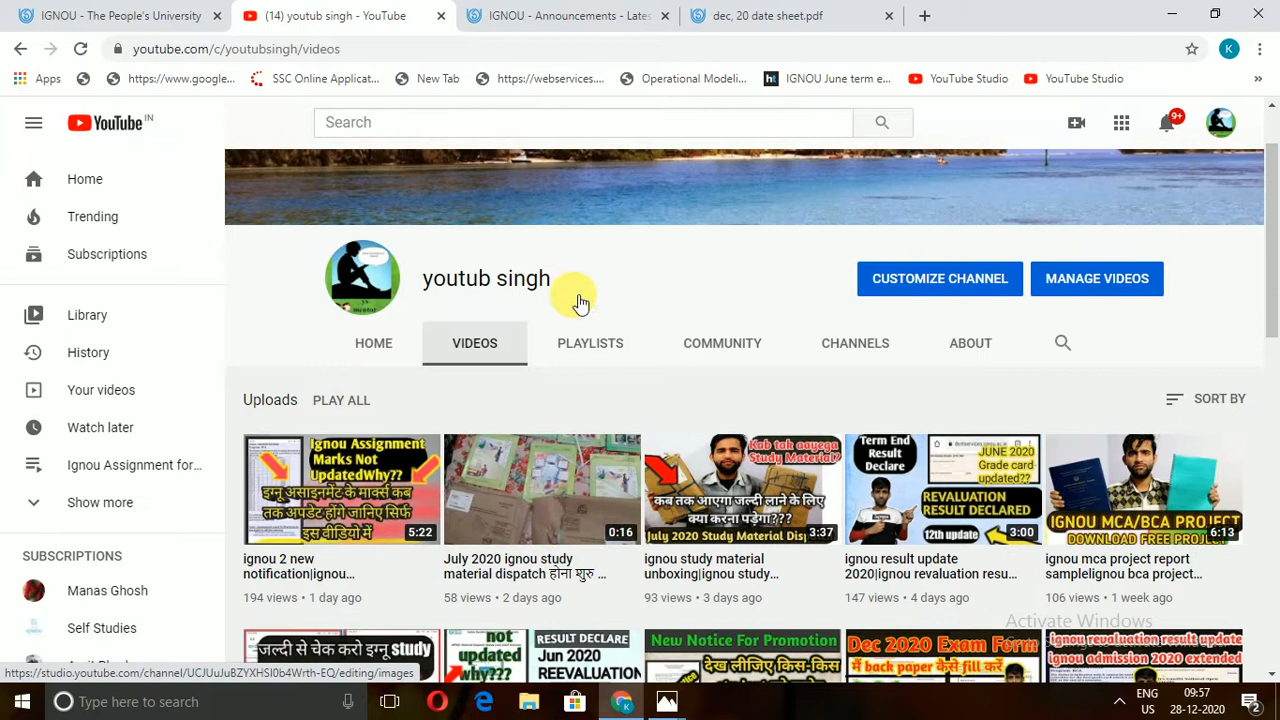 IGNOU - The People's University
(14) youtub singh - YouTube
IGNOU - Announcements - Lates
dec, 20 date sheet.pdf
youtube.com/c/youtubsingh/videos
K
Apps
https://www.google...
SSC Online Applicat...
New Tab
https://webservices....
Operational Modeli...
ht
IGNOU June term e...
YouTube Studio
YouTube Studio
YouTube IN
Search
9+
Home
Trending
Subscriptions
Library
History
Your videos
Watch later
Ignou Assignment for...
Show more
SUBSCRIPTIONS
Manas Ghosh
Self Studies
youtub singh
CUSTOMIZE CHANNEL
MANAGE VIDEOS
HOME
VIDEOS
PLAYLISTS
COMMUNITY
CHANNELS
ABOUT
Uploads
PLAY ALL
SORT BY
Ignou Assignment
Marks Not
UpdatedWhy??
इग्नू असाइनमेंट के मार्क्स कब
तक अपडेट होंगे जानिए सिर्फ
इस वीडियो में
5:22
ignou 2 new
notification|ignou...
194 views • 1 day ago
0:16
July 2020 ignou study
material dispatch होना शुरु ...
58 views • 2 days ago
Kab tak aayega
Study Material?
कब तक आएगा जल्दी लाने के लिए
क्या करना पड़ेगा???
July 2020 Study Material Dis
3:37
ignou study material
unboxing|ignou study...
93 views • 3 days ago
Term End
Result
Declare
JUNE 2020
Grade card
updated??
REVALUATION
RESULT DECLARED
12th update
3:00
ignou result update
2020|ignou revaluation resu...
147 views • 4 days ago
IGNOU MCA/BCA PROJECT
DOWNLOAD FREE PROJECT
6:13
ignou mca project report
samplelignou bca project...
106 views • 1 week ago
जल्दी से चेक करो इग्नू study
not
updated
RESULT DECLARE
Jun 2020
REVALUATION
New Notice For Promotion
देख लीजिए किस-किस
Dec 2020 Exam Form
में back paper कैसे fill करें
ignou revaluation result update
ignou admission 2020 extended
Activate Windows
https://studio.youtube.com/channel/UCJUuIuBZYXHSI0b4Wrth-EQ/editing/images
Type here to search
ENG
US
09:57
28-12-2020
2